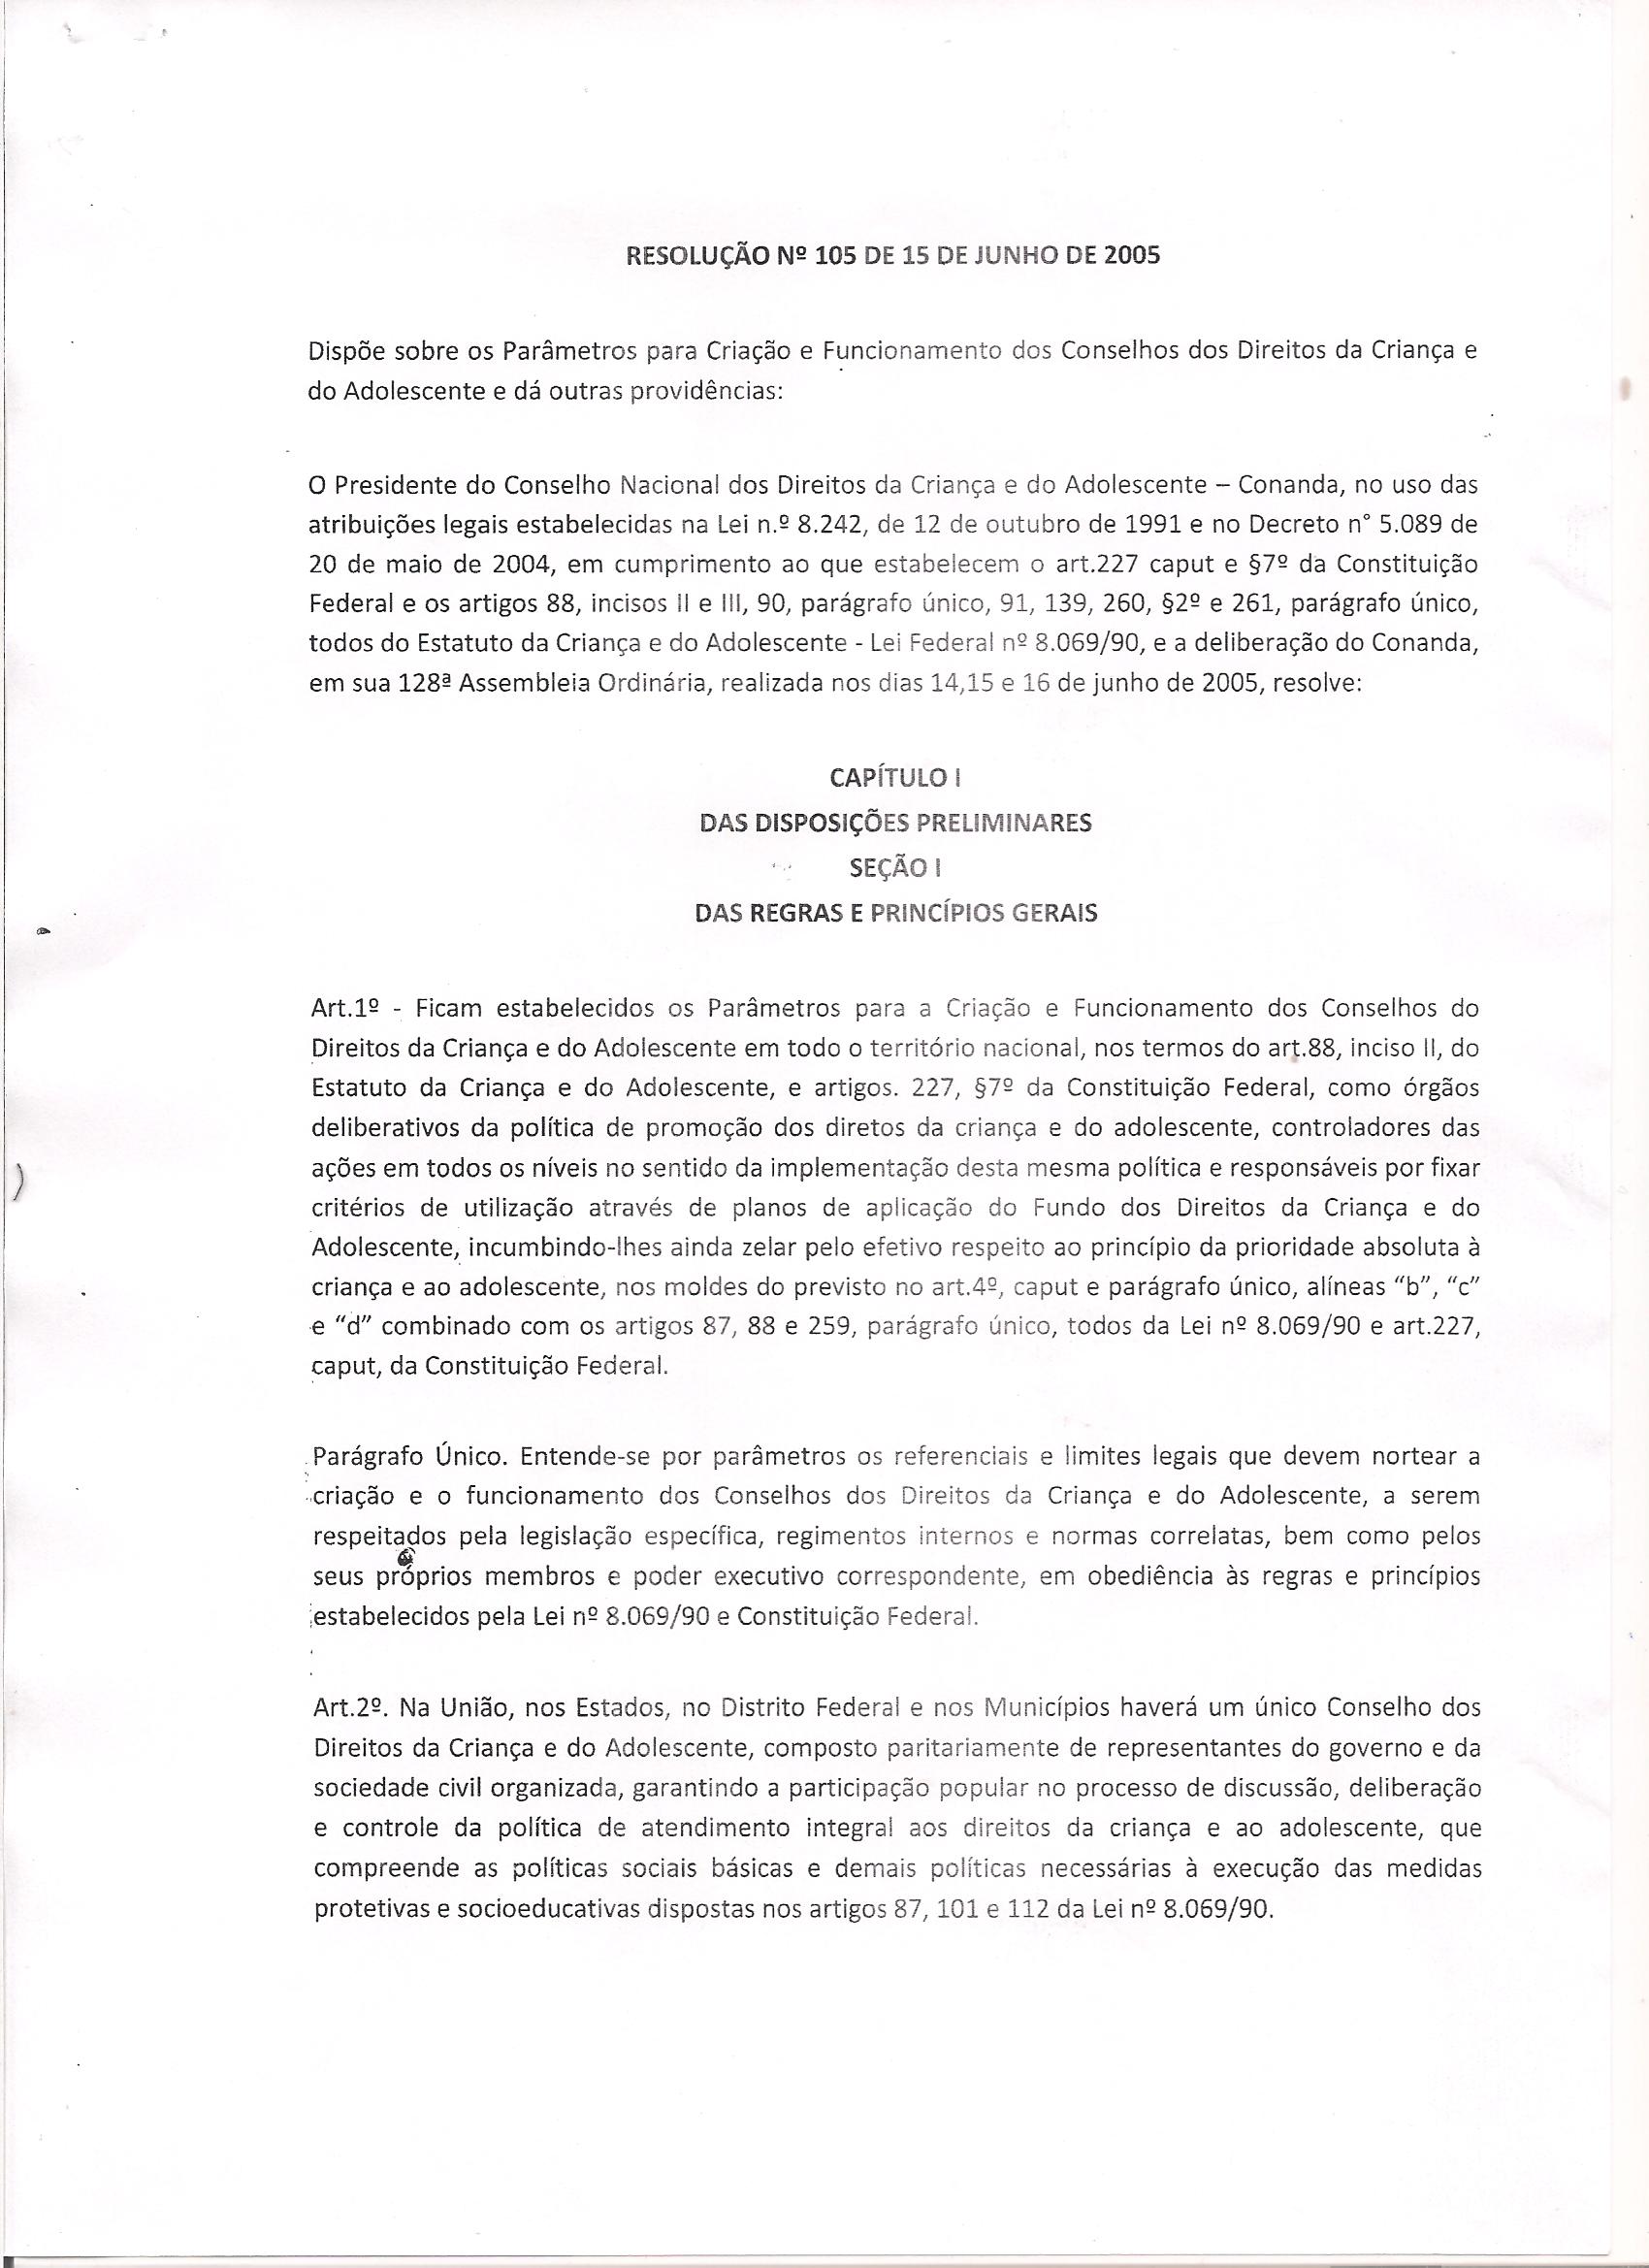 RESOLUÇÃO Nº 105 DE 15 DE JUNHO DE 2005
Dispõe sobre os Parâmetros para Criação e Funcionamento dos Conselhos dos Direitos da Criança e
do Adolescente e dá outras providências:
O Presidente do Conselho Nacional dos Direitos da Criança e do Adolescente – Conanda, no uso das
atribuições legais estabelecidas na Lei n.º 8.242, de 12 de outubro de 1991 e no Decreto n° 5.089 de
20 de maio de 2004, em cumprimento ao que estabelecem o art.227 caput e §7º da Constituição
Federal e os artigos 88, incisos II e III, 90, parágrafo único, 91, 139, 260, §2º e 261, parágrafo único,
todos do Estatuto da Criança e do Adolescente - Lei Federal nº 8.069/90, e a deliberação do Conanda,
em sua 128ª Assembleia Ordinária, realizada nos dias 14,15 e 16 de junho de 2005, resolve:
CAPÍTULO I
DAS DISPOSIÇÕES PRELIMINARES
SEÇÃO I
DAS REGRAS E PRINCÍPIOS GERAIS
Art.1º - Ficam estabelecidos os Parâmetros para a Criação e Funcionamento dos Conselhos do
Direitos da Criança e do Adolescente em todo o território nacional, nos termos do art.88, inciso II, do
Estatuto da Criança e do Adolescente, e artigos. 227, §7º da Constituição Federal, como órgãos
deliberativos da política de promoção dos diretos da criança e do adolescente, controladores das
ações em todos os níveis no sentido da implementação desta mesma política e responsáveis por fixar
critérios de utilização através de planos de aplicação do Fundo dos Direitos da Criança e do
Adolescente, incumbindo-lhes ainda zelar pelo efetivo respeito ao princípio da prioridade absoluta à
criança e ao adolescente, nos moldes do previsto no art.4º, caput e parágrafo único, alíneas “b”, “c”
e “d” combinado com os artigos 87, 88 e 259, parágrafo único, todos da Lei nº 8.069/90 e art.227,
caput, da Constituição Federal.
Parágrafo Único. Entende-se por parâmetros os referenciais e limites legais que devem nortear a
criação e o funcionamento dos Conselhos dos Direitos da Criança e do Adolescente, a serem
respeitados pela legislação específica, regimentos internos e normas correlatas, bem como pelos
seus próprios membros e poder executivo correspondente, em obediência às regras e princípios
estabelecidos pela Lei nº 8.069/90 e Constituição Federal.
Art.2º. Na União, nos Estados, no Distrito Federal e nos Municípios haverá um único Conselho dos
Direitos da Criança e do Adolescente, composto paritariamente de representantes do governo e da
sociedade civil organizada, garantindo a participação popular no processo de discussão, deliberação
e controle da política de atendimento integral aos direitos da criança e ao adolescente, que
compreende as políticas sociais básicas e demais políticas necessárias à execução das medidas
protetivas e socioeducativas dispostas nos artigos 87, 101 e 112 da Lei nº 8.069/90.